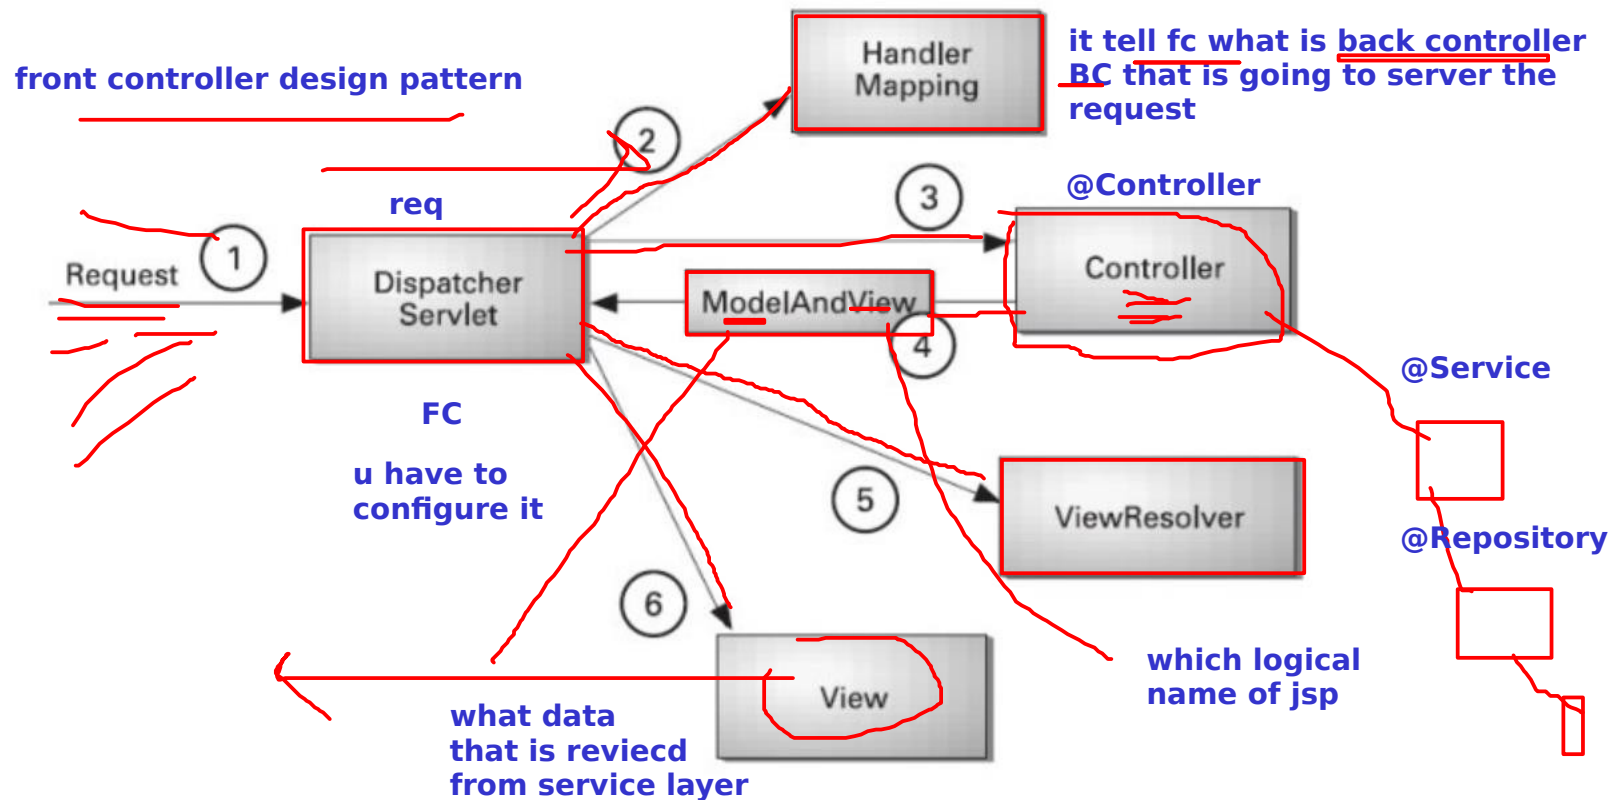 front controller design pattern
Handler
Mapping
it tell fc what is back controller
BC that is going to server the
request
2
req
3
@Controller
1
Request
Dispatcher
Servlet
ModelAndView
Controller
4
@Service
FC
u have to
configure it
5
ViewResolver
@Repository
6
View
which logical
name of jsp
what data
that is reviecd
from service layer